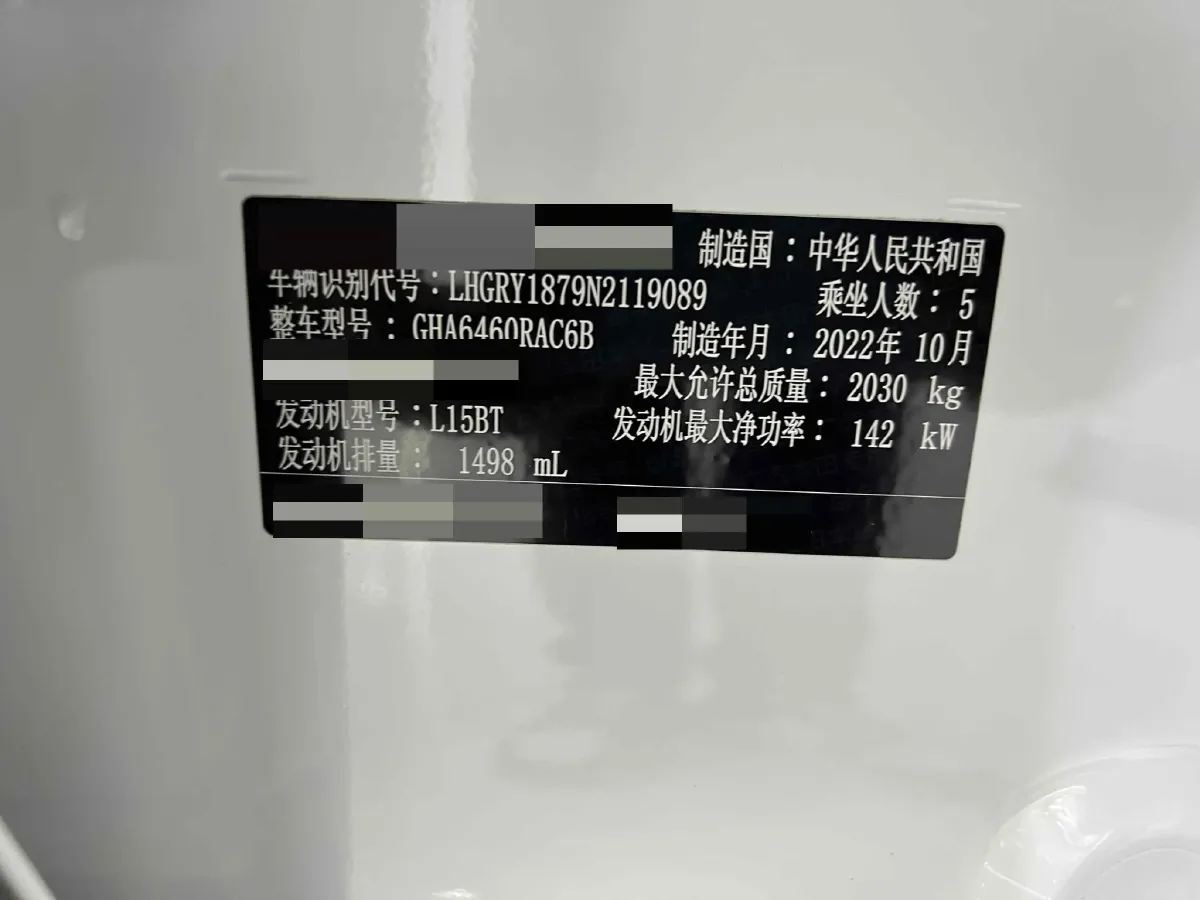 制造国：中华人民共和国
车辆识别代号：LHGRY1879N2119089
乘坐人数：5
整车型号：GHA6460RAC6B
制造年月：2022年 10月
最大允许总质量：2030 kg
发动机型号：L15BT
发动机最大净功率：142 kW
发动机排量：1498 mL